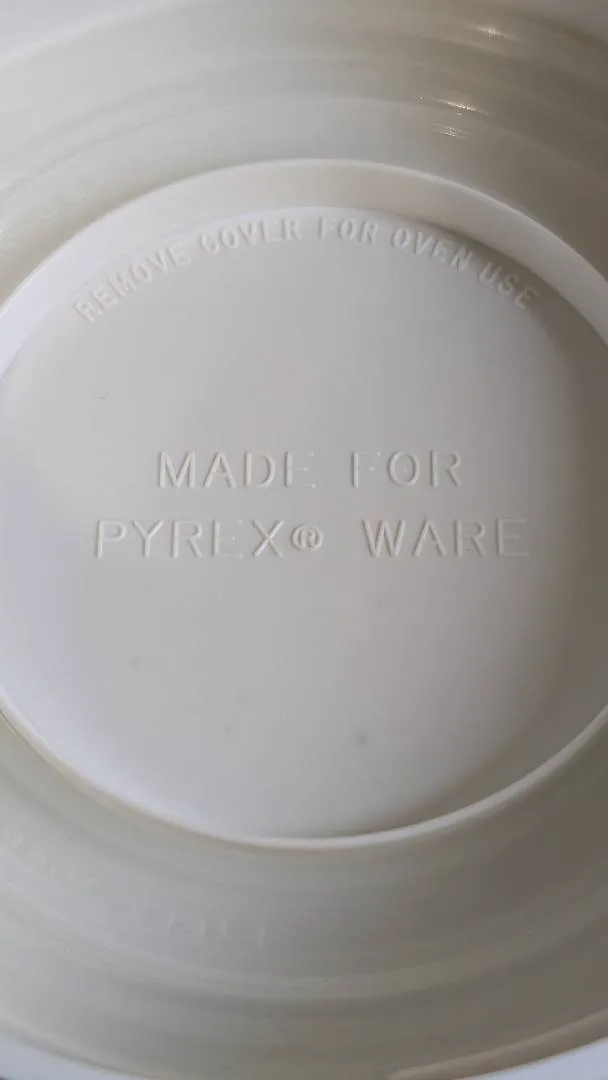 REMOVE COVER FOR OVEN USE
MADE FOR
PYREX® WARE